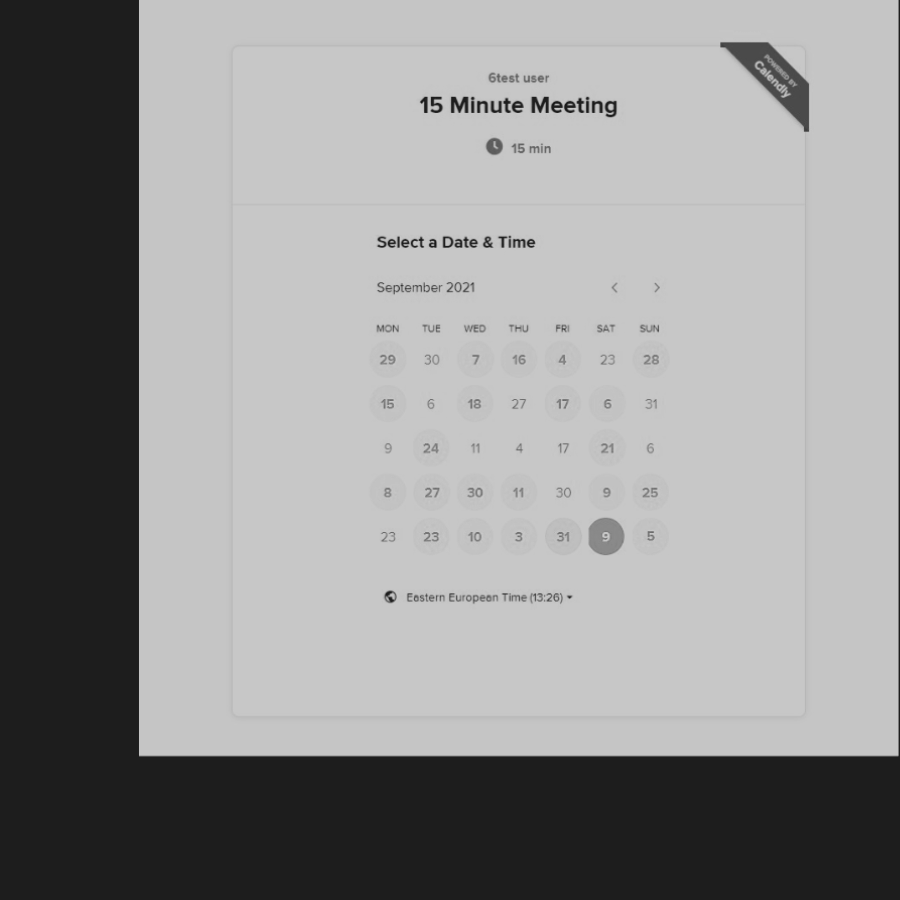 POWERED BY
Calendly
6test user
15 Minute Meeting
15 min
Select a Date & Time
September 2021
MON TUE WED THU FRI SAT SUN
29 30 7 16 4 23 28
15 6 18 27 17 6 31
9 24 11 4 17 21 6
8 27 30 11 30 9 25
23 23 10 3 31 9 5
Eastern European Time (13:26)